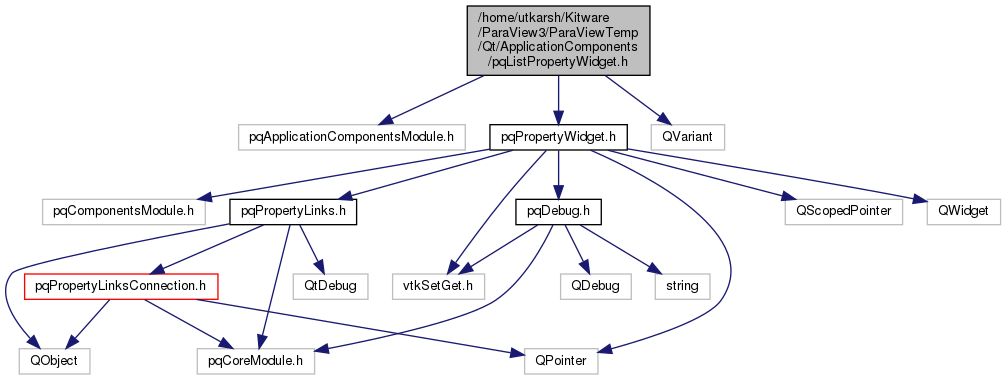 /home/utkarsh/Kitware
/ParaView3/ParaViewTemp
/Qt/ApplicationComponents
/pqListPropertyWidget.h
pqApplicationComponentsModule.h
pqPropertyWidget.h
QVariant
pqComponentsModule.h
pqPropertyLinks.h
pqDebug.h
QScopedPointer
QWidget
pqPropertyLinksConnection.h
QtDebug
vtkSetGet.h
QDebug
string
QObject
pqCoreModule.h
QPointer